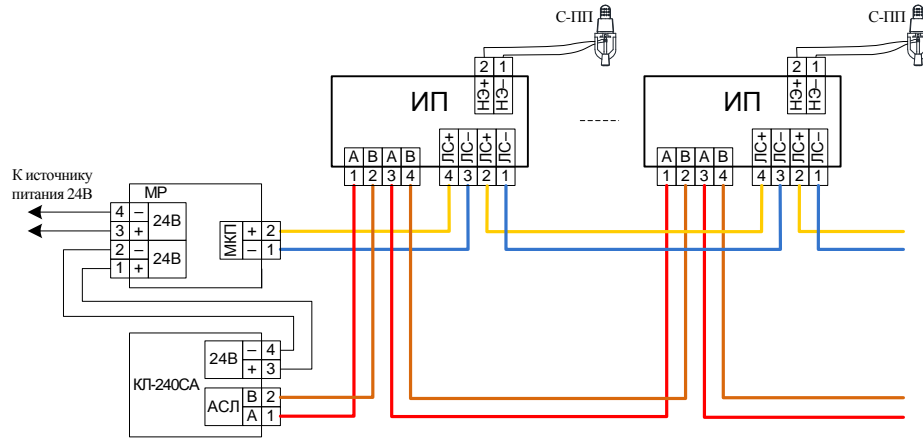 С-ПП
С-ПП
2 1
НЭ+ НЭ−
ИП
A B A B
1 2 3 4
ЛС+ ЛС− ЛС+ ЛС−
4 3 2 1
2 1
НЭ+ НЭ−
ИП
A B A B
1 2 3 4
ЛС+ ЛС− ЛС+ ЛС−
4 3 2 1
К источнику
питания 24В
МР
4 − 24В
3 +
2 − 24В
1 +
МКП
+ 2
− 1
КЛ-240СА
24В
− 4
+ 3
АСЛ
B 2
A 1